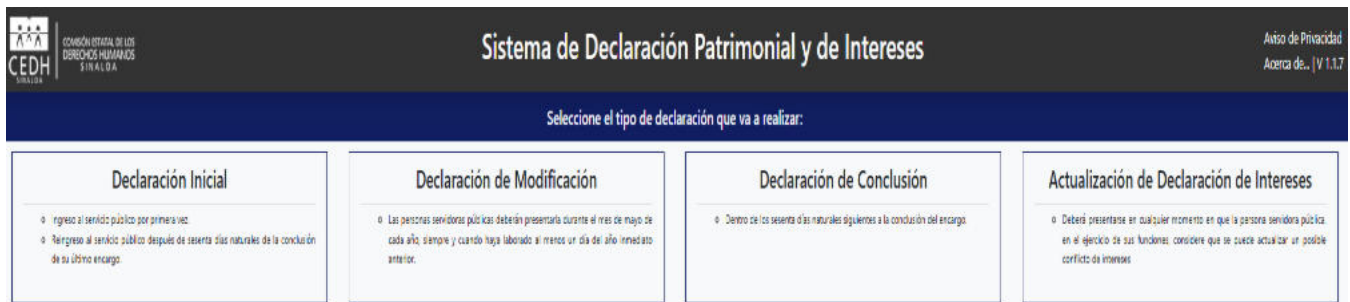 CEDH
SINALOA
COMISIÓN ESTATAL DE LOS
DERECHOS HUMANOS
SINALOA
Sistema de Declaración Patrimonial y de Intereses
Aviso de Privacidad
Acerca de... | V 1.1.7
Seleccione el tipo de declaración que va a realizar:
Declaración Inicial
Ingreso al servicio público por primera vez.
Reingreso al servicio público después de sesenta días naturales de la conclusión
de su último encargo.
Declaración de Modificación
Las personas servidoras públicas deberán presentarla durante el mes de mayo de
cada año, siempre y cuando haya laborado al menos un día del año inmediato
anterior.
Declaración de Conclusión
Dentro de los sesenta días naturales siguientes a la conclusión del encargo.
Actualización de Declaración de Intereses
Deberá presentarse en cualquier momento en que la persona servidora pública,
en el ejercicio de sus funciones, considere que se puede actualizar un posible
conflicto de intereses